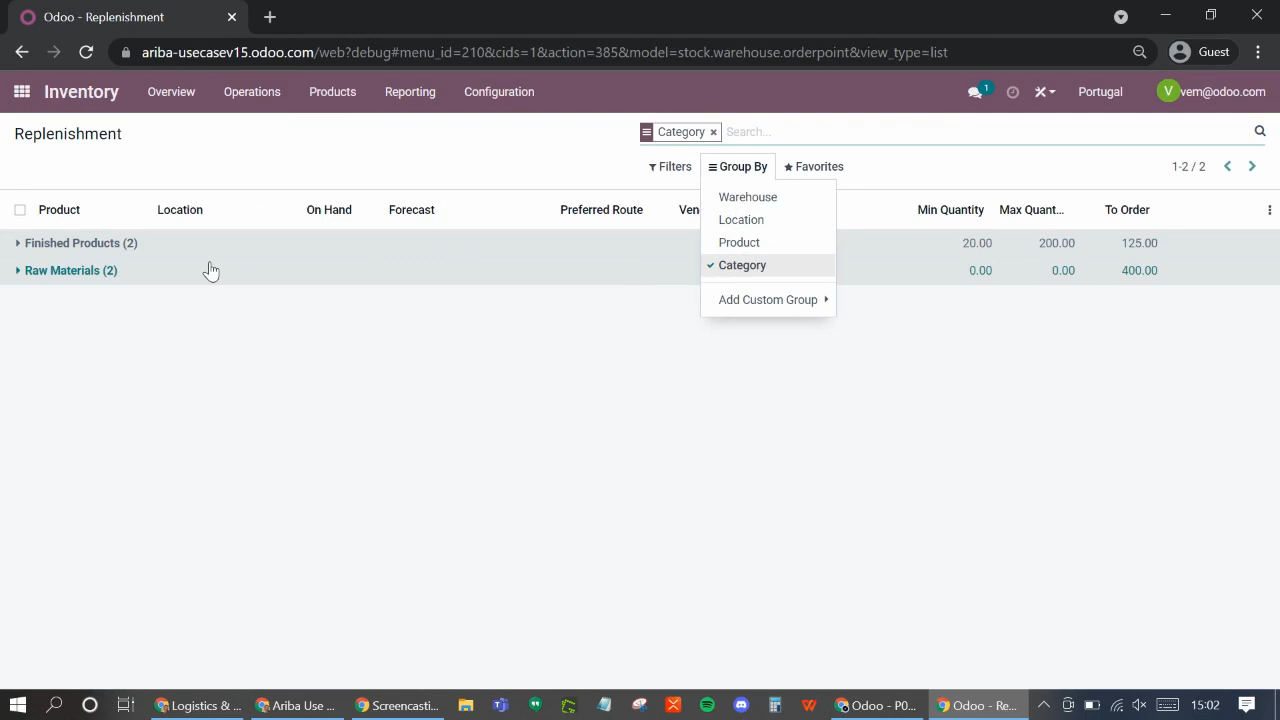 Odoo - Replenishment
ariba-usecasev15.odoo.com/web?debug#menu_id=210&cids=1&action=385&model=stock.warehouse.orderpoint&view_type=list
Guest
Inventory Overview Operations Products Reporting Configuration
1 Portugal V vem@odoo.com
Replenishment
Category Search...
Filters Group By Favorites 1-2 / 2
Product Location On Hand Forecast Preferred Route Ven Min Quantity Max Quant... To Order
Finished Products (2) 20.00 200.00 125.00
Raw Materials (2) 0.00 0.00 400.00
Warehouse
Location
Product
Category
Add Custom Group
Logistics & ... Ariba Use ... Screencasti... Odoo - P0... Odoo - Re... 15:02